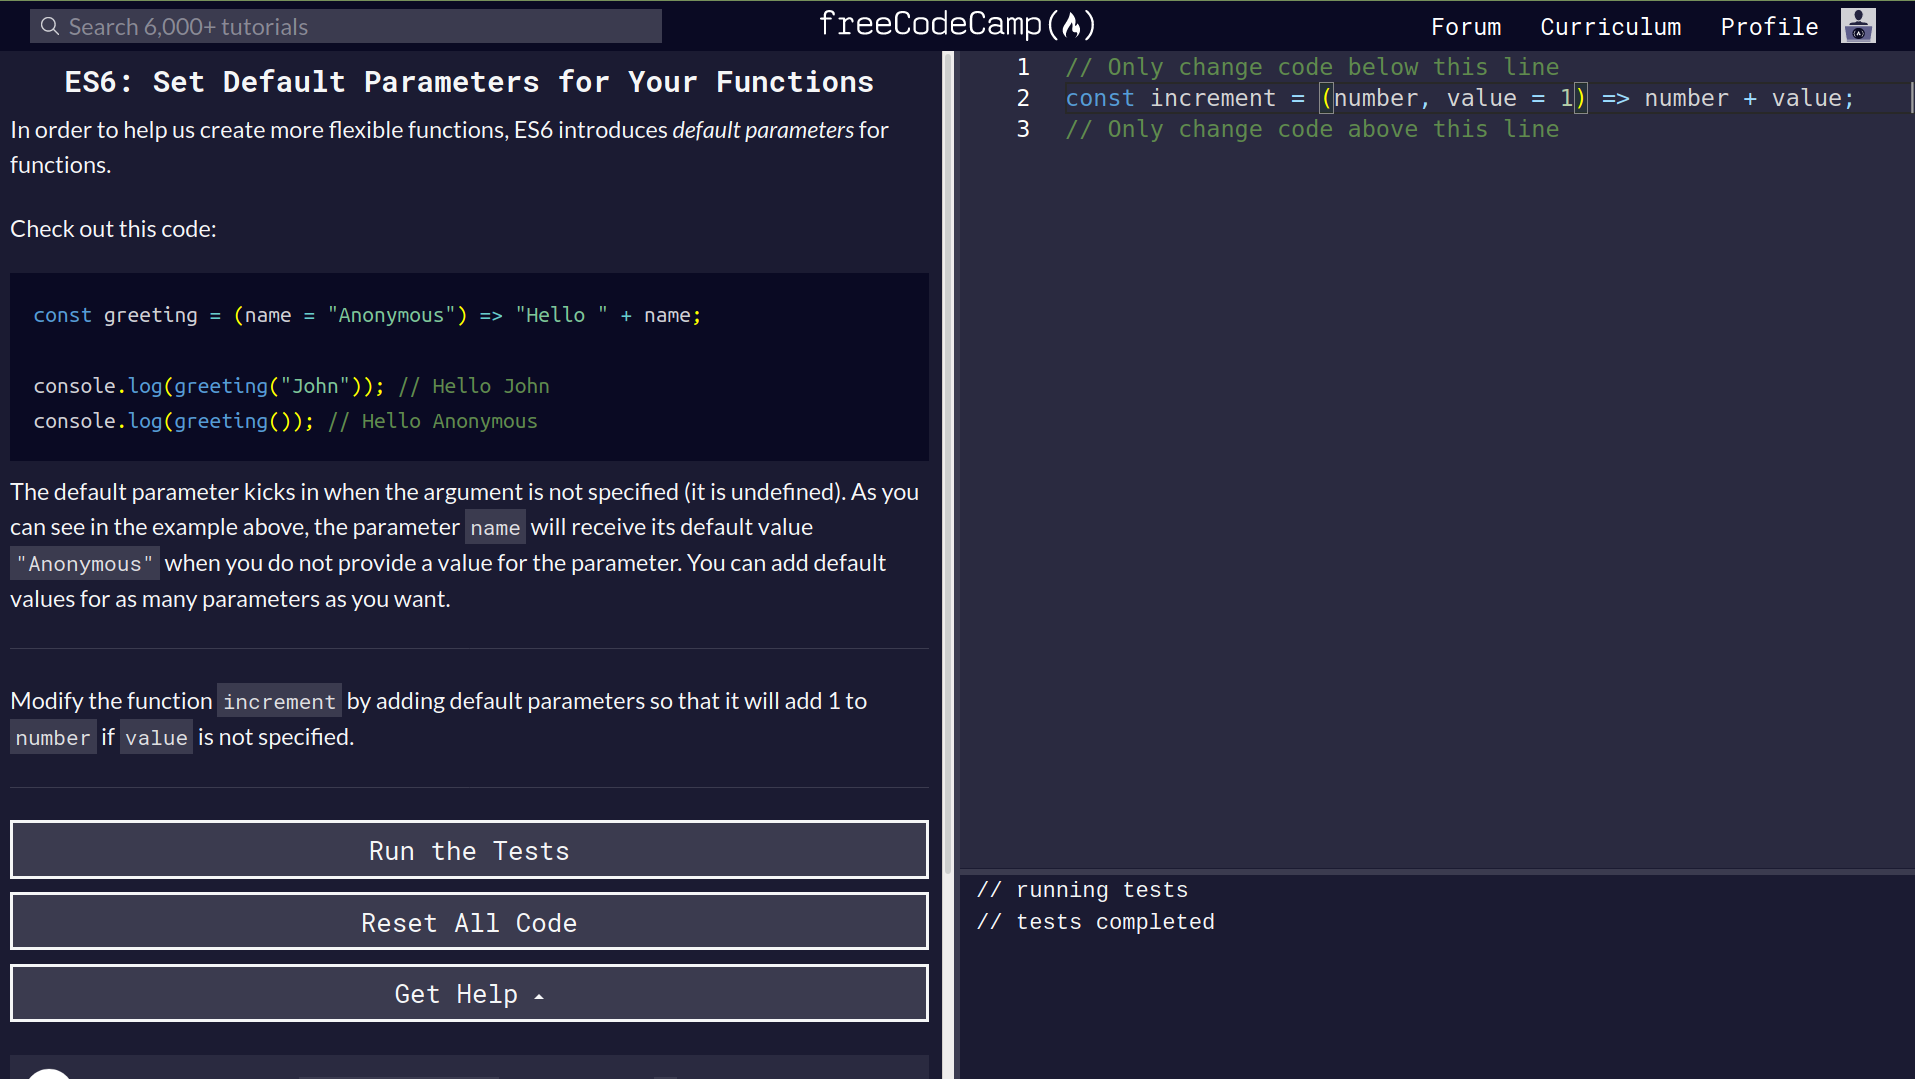 Search 6,000+ tutorials
freeCodeCamp(🔥)
Forum Curriculum Profile
ES6: Set Default Parameters for Your Functions
In order to help us create more flexible functions, ES6 introduces default parameters for
functions.
Check out this code:
const greeting = (name = "Anonymous") => "Hello " + name;
console.log(greeting("John")); // Hello John
console.log(greeting()); // Hello Anonymous
The default parameter kicks in when the argument is not specified (it is undefined). As you
can see in the example above, the parameter name will receive its default value
"Anonymous" when you do not provide a value for the parameter. You can add default
values for as many parameters as you want.
Modify the function increment by adding default parameters so that it will add 1 to
number if value is not specified.
Run the Tests
Reset All Code
Get Help
1 // Only change code below this line
2 const increment = (number, value = 1) => number + value;
3 // Only change code above this line
// running tests
// tests completed